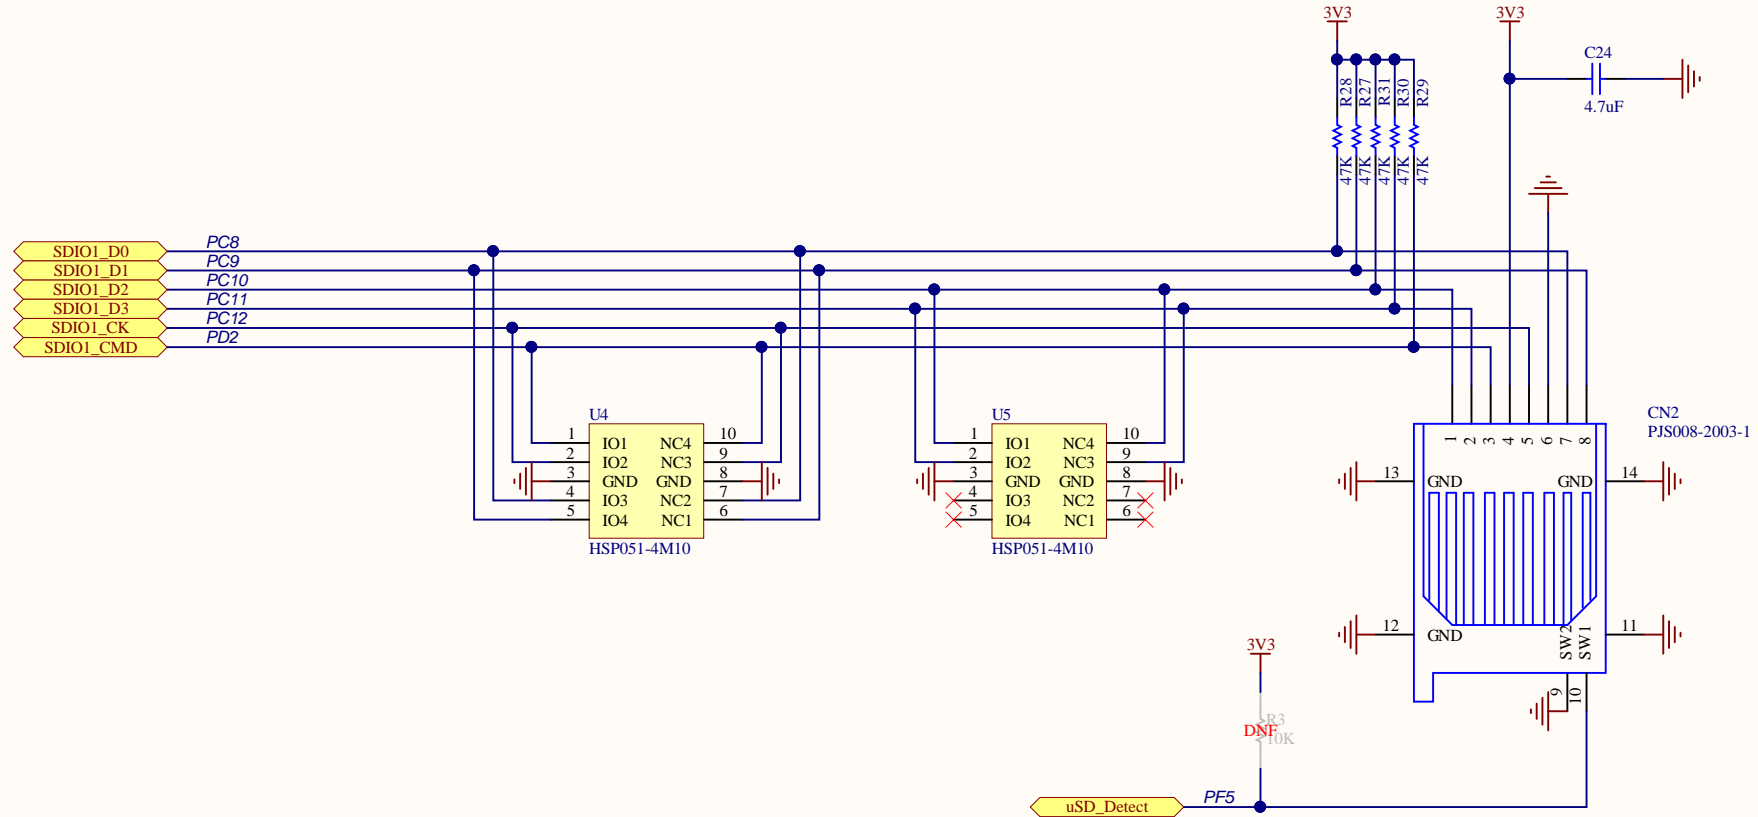 3V3
3V3
C24
4.7uF
R28
R27
R31
R30
R29
47K
47K
47K
47K
47K
SDIO1_D0 PC8
SDIO1_D1 PC9
SDIO1_D2 PC10
SDIO1_D3 PC11
SDIO1_CK PC12
SDIO1_CMD PD2
U4
1 IO1 NC4 10
2 IO2 NC3 9
3 GND GND 8
4 IO3 NC2 7
5 IO4 NC1 6
HSP051-4M10
U5
1 IO1 NC4 10
2 IO2 NC3 9
3 GND GND 8
4 IO3 NC2 7
5 IO4 NC1 6
HSP051-4M10
CN2
PJS008-2003-1
1 2 3 4 5 6 7 8
13 GND GND 14
12 GND 11
SW2 SW1
9 10
3V3
R3
DNF
10K
uSD_Detect PF5